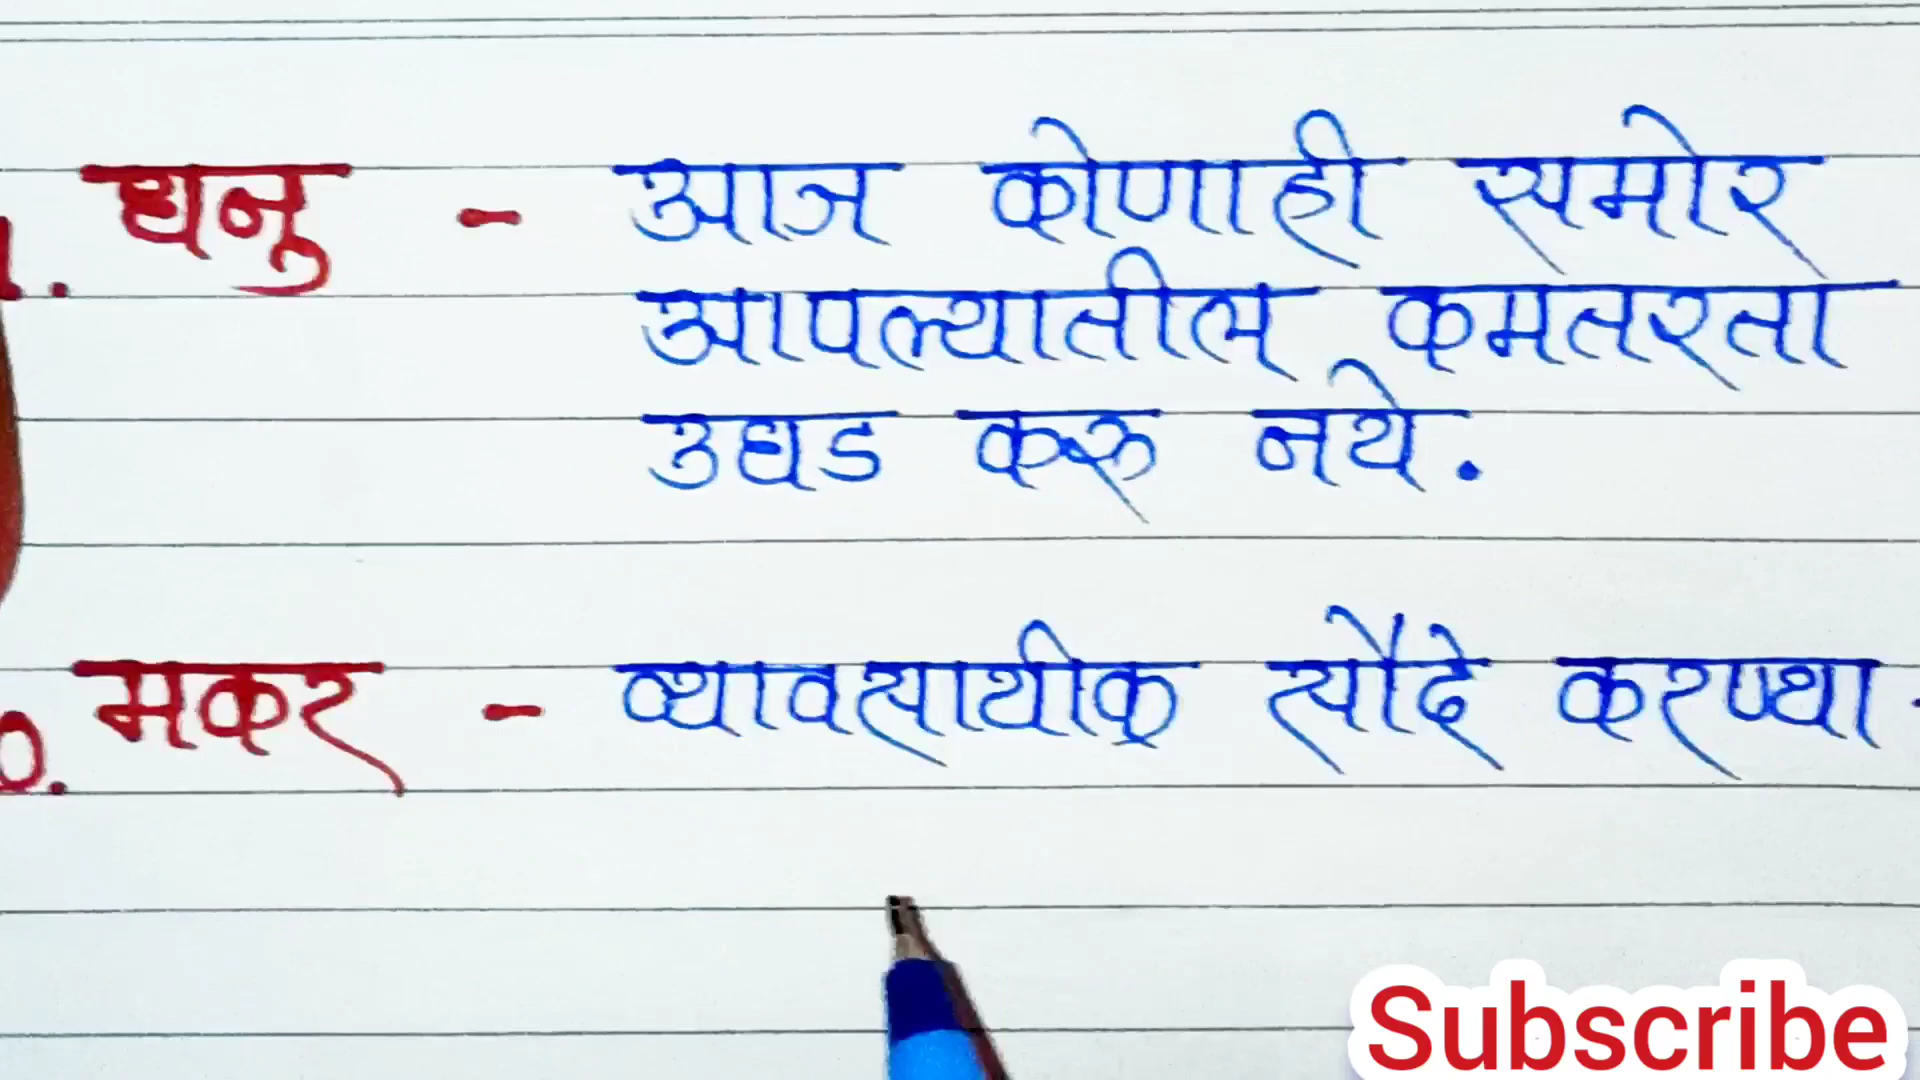 धनु - आज कोणाही समोर
आपल्यातील कमतरता
उघड करू नये.
मकर - व्यावसायीक सौदे करण्या-
Subscribe